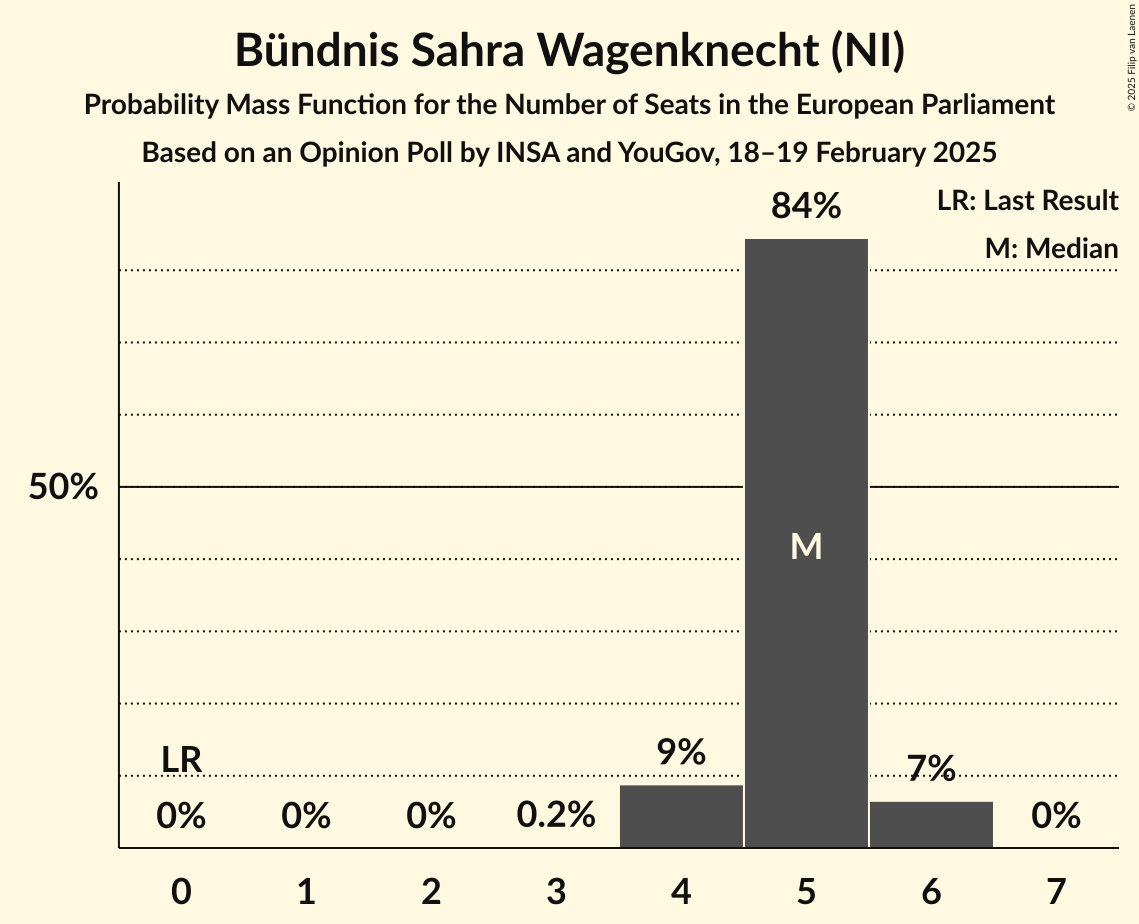 Bündnis Sahra Wagenknecht (NI)
Probability Mass Function for the Number of Seats in the European Parliament
Based on an Opinion Poll by INSA and YouGov, 18–19 February 2025
© 2025 Filip van Laenen
LR: Last Result
M: Median
84%
50%
M
LR
9%
7%
0%
0%
0%
0.2%
0%
0
1
2
3
4
5
6
7